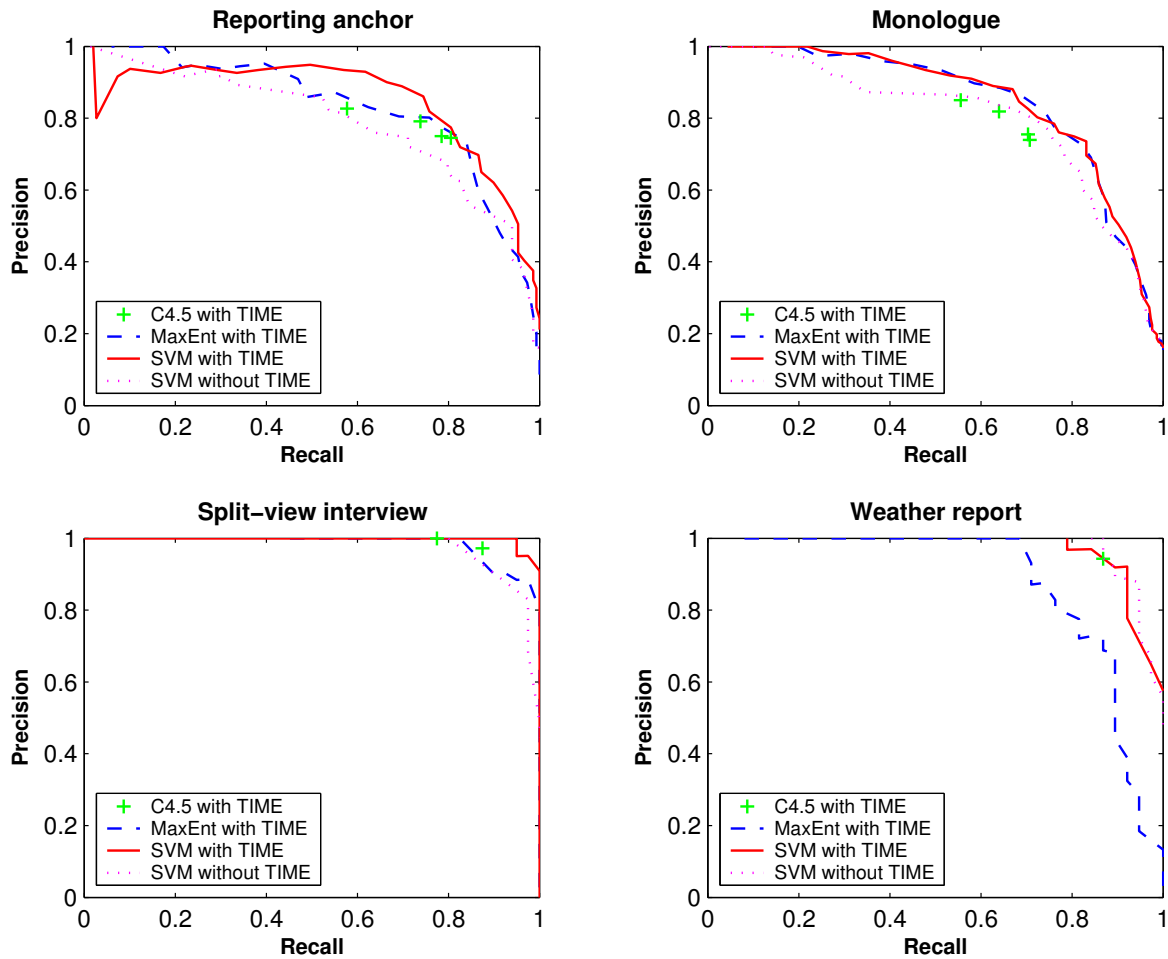 Reporting anchor
1
0.8
0.6
0.4
0.2
0
Precision
C4.5 with TIME
MaxEnt with TIME
SVM with TIME
SVM without TIME
0 0.2 0.4 0.6 0.8 1
Recall
Monologue
1
0.8
0.6
0.4
0.2
0
Precision
C4.5 with TIME
MaxEnt with TIME
SVM with TIME
SVM without TIME
0 0.2 0.4 0.6 0.8 1
Recall
Split−view interview
1
0.8
0.6
0.4
0.2
0
Precision
C4.5 with TIME
MaxEnt with TIME
SVM with TIME
SVM without TIME
0 0.2 0.4 0.6 0.8 1
Recall
Weather report
1
0.8
0.6
0.4
0.2
0
Precision
C4.5 with TIME
MaxEnt with TIME
SVM with TIME
SVM without TIME
0 0.2 0.4 0.6 0.8 1
Recall